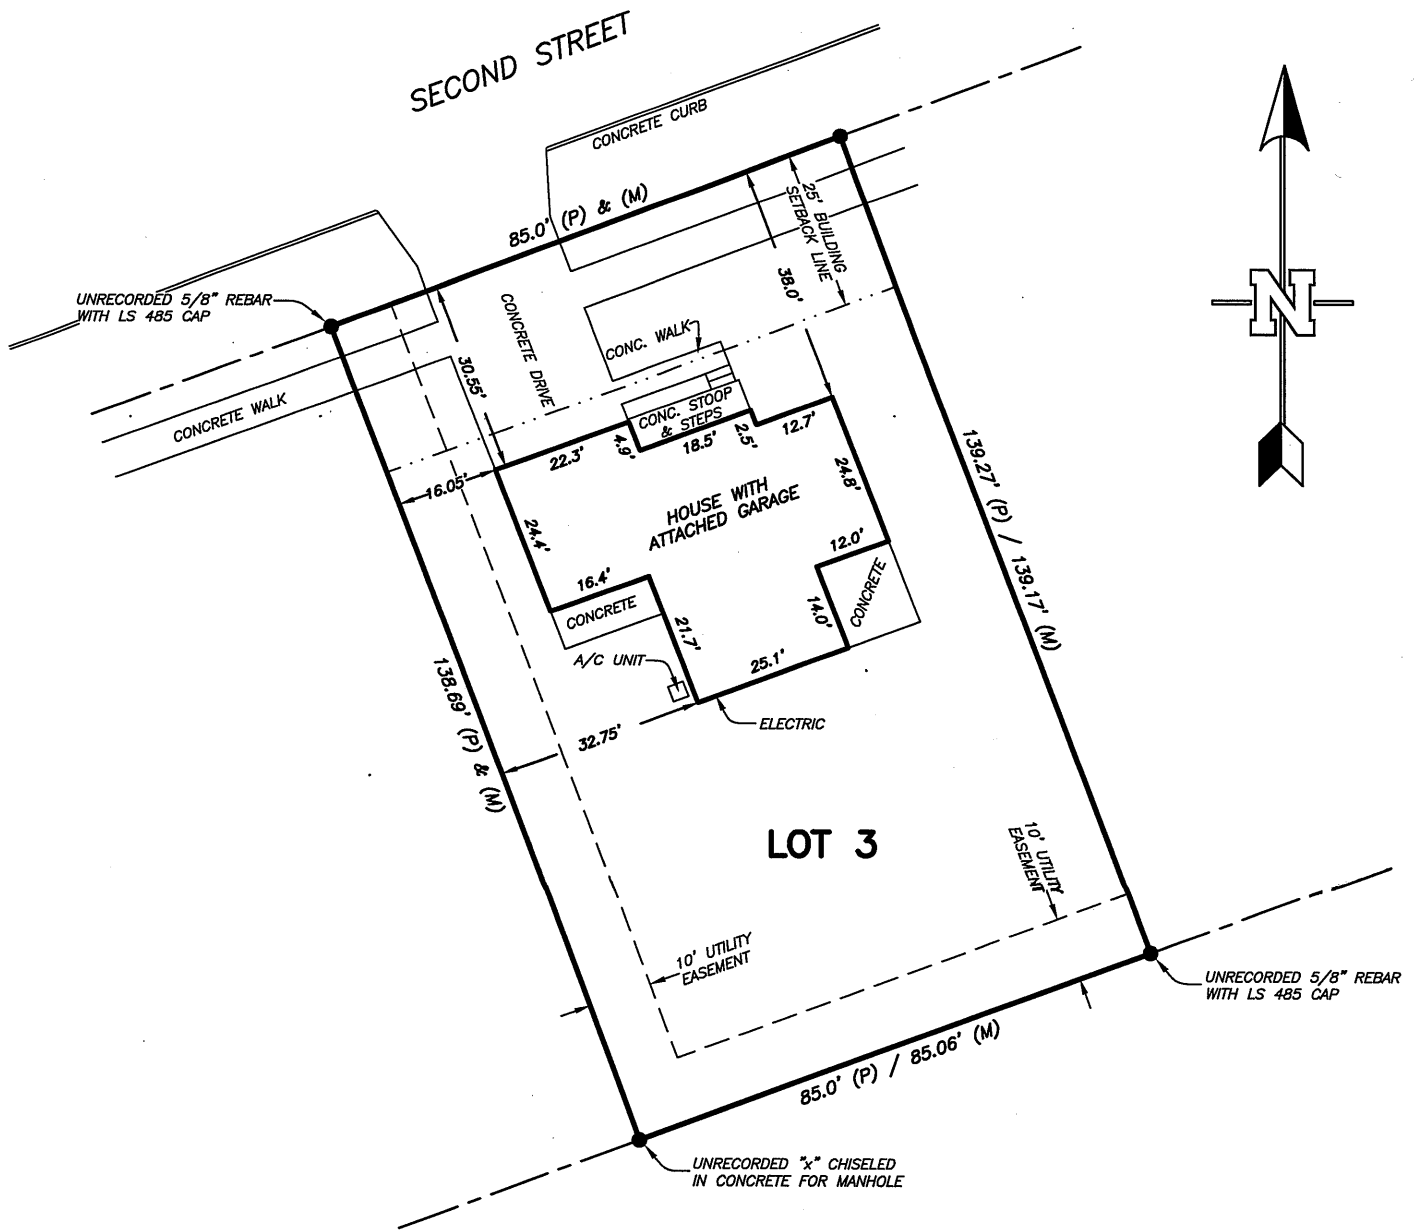 SECOND STREET
CONCRETE CURB
85.0' (P) & (M)
25' BUILDING
SETBACK LINE
38.0'
UNRECORDED 5/8" REBAR
WITH LS 485 CAP
CONCRETE DRIVE
30.55'
CONC. WALK
CONCRETE WALK
CONC. STOOP
& STEPS
22.3'
4.9'
18.5'
2.5'
12.7'
16.05'
24.4'
HOUSE WITH
ATTACHED GARAGE
24.8'
139.27' (P) / 139.17' (M)
12.0'
16.4'
CONCRETE
14.0'
CONCRETE
21.7'
A/C UNIT
25.1'
ELECTRIC
32.75'
138.69' (P) & (M)
LOT 3
10' UTILITY
EASEMENT
10' UTILITY
EASEMENT
UNRECORDED 5/8" REBAR
WITH LS 485 CAP
85.0' (P) / 85.06' (M)
UNRECORDED "x" CHISELED
IN CONCRETE FOR MANHOLE
N